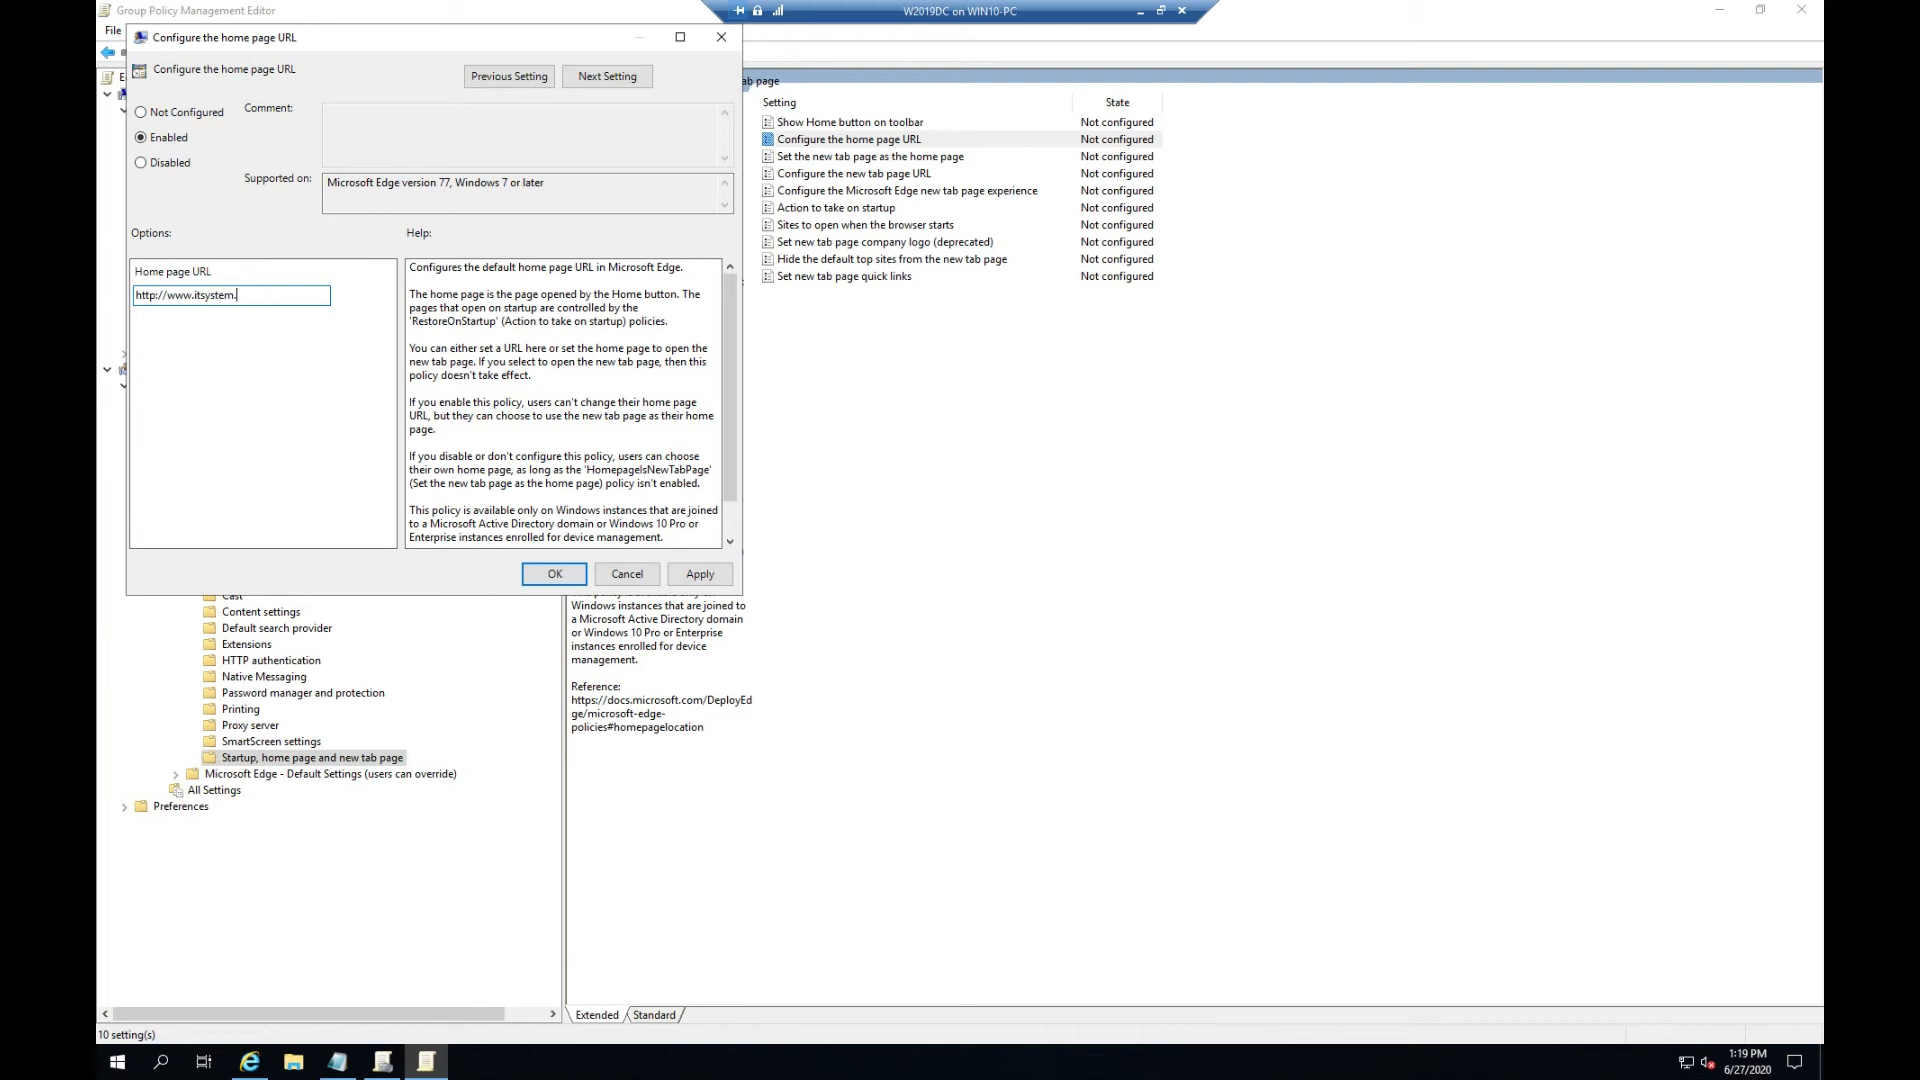 Group Policy Management Editor
W2019DC on WIN10-PC
File
Configure the home page URL
Configure the home page URL
Previous Setting
Next Setting
Not Configured
Enabled
Disabled
Comment:
Supported on:
Microsoft Edge version 77, Windows 7 or later
Options:
Help:
Home page URL
http://www.itsystem.
Configures the default home page URL in Microsoft Edge.
The home page is the page opened by the Home button. The
pages that open on startup are controlled by the
'RestoreOnStartup' (Action to take on startup) policies.
You can either set a URL here or set the home page to open the
new tab page. If you select to open the new tab page, then this
policy doesn't take effect.
If you enable this policy, users can't change their home page
URL, but they can choose to use the new tab page as their home
page.
If you disable or don't configure this policy, users can choose
their own home page, as long as the 'HomepageIsNewTabPage'
(Set the new tab page as the home page) policy isn't enabled.
This policy is available only on Windows instances that are joined
to a Microsoft Active Directory domain or Windows 10 Pro or
Enterprise instances enrolled for device management.
OK
Cancel
Apply
ab page
Setting
State
Show Home button on toolbar
Not configured
Configure the home page URL
Not configured
Set the new tab page as the home page
Not configured
Configure the new tab page URL
Not configured
Configure the Microsoft Edge new tab page experience
Not configured
Action to take on startup
Not configured
Sites to open when the browser starts
Not configured
Set new tab page company logo (deprecated)
Not configured
Hide the default top sites from the new tab page
Not configured
Set new tab page quick links
Not configured
Cast
Content settings
Default search provider
Extensions
HTTP authentication
Native Messaging
Password manager and protection
Printing
Proxy server
SmartScreen settings
Startup, home page and new tab page
Microsoft Edge - Default Settings (users can override)
All Settings
Preferences
Windows instances that are joined to
a Microsoft Active Directory domain
or Windows 10 Pro or Enterprise
instances enrolled for device
management.
Reference:
https://docs.microsoft.com/DeployEd
ge/microsoft-edge-
policies#homepagelocation
Extended
Standard
10 setting(s)
1:19 PM
6/27/2020